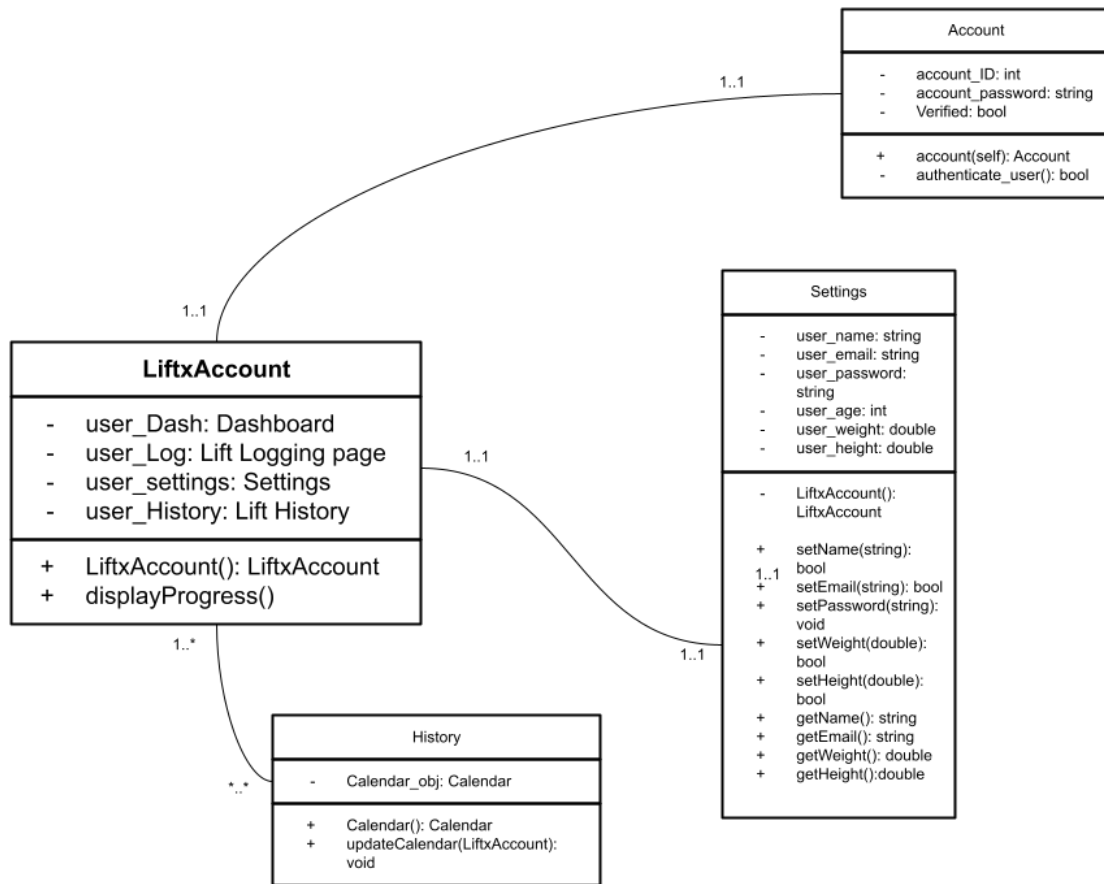 Account
- account_ID: int
- account_password: string
- Verified: bool
+ account(self): Account
- authenticate_user(): bool
1..1
1..1
LiftxAccount
- user_Dash: Dashboard
- user_Log: Lift Logging page
- user_settings: Settings
- user_History: Lift History
+ LiftxAccount(): LiftxAccount
+ displayProgress()
1..1
1..1
Settings
- user_name: string
- user_email: string
- user_password:
string
- user_age: int
- user_weight: double
- user_height: double
- LiftxAccount():
LiftxAccount
+ setName(string):
bool
1..1
+ setEmail(string): bool
+ setPassword(string):
void
+ setWeight(double):
bool
+ setHeight(double):
bool
+ getName(): string
+ getEmail(): string
+ getWeight(): double
+ getHeight():double
1..*
*..*
History
- Calendar_obj: Calendar
+ Calendar(): Calendar
+ updateCalendar(LiftxAccount):
void